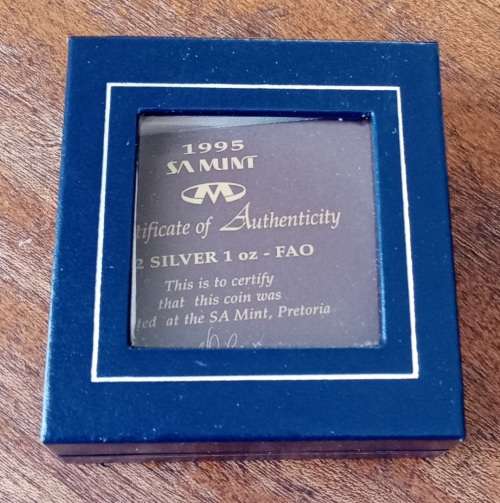 1995
SA MINT
ificate of Authenticity
2 SILVER 1 oz - FAO
This is to certify
that this coin was
ted at the SA Mint, Pretoria